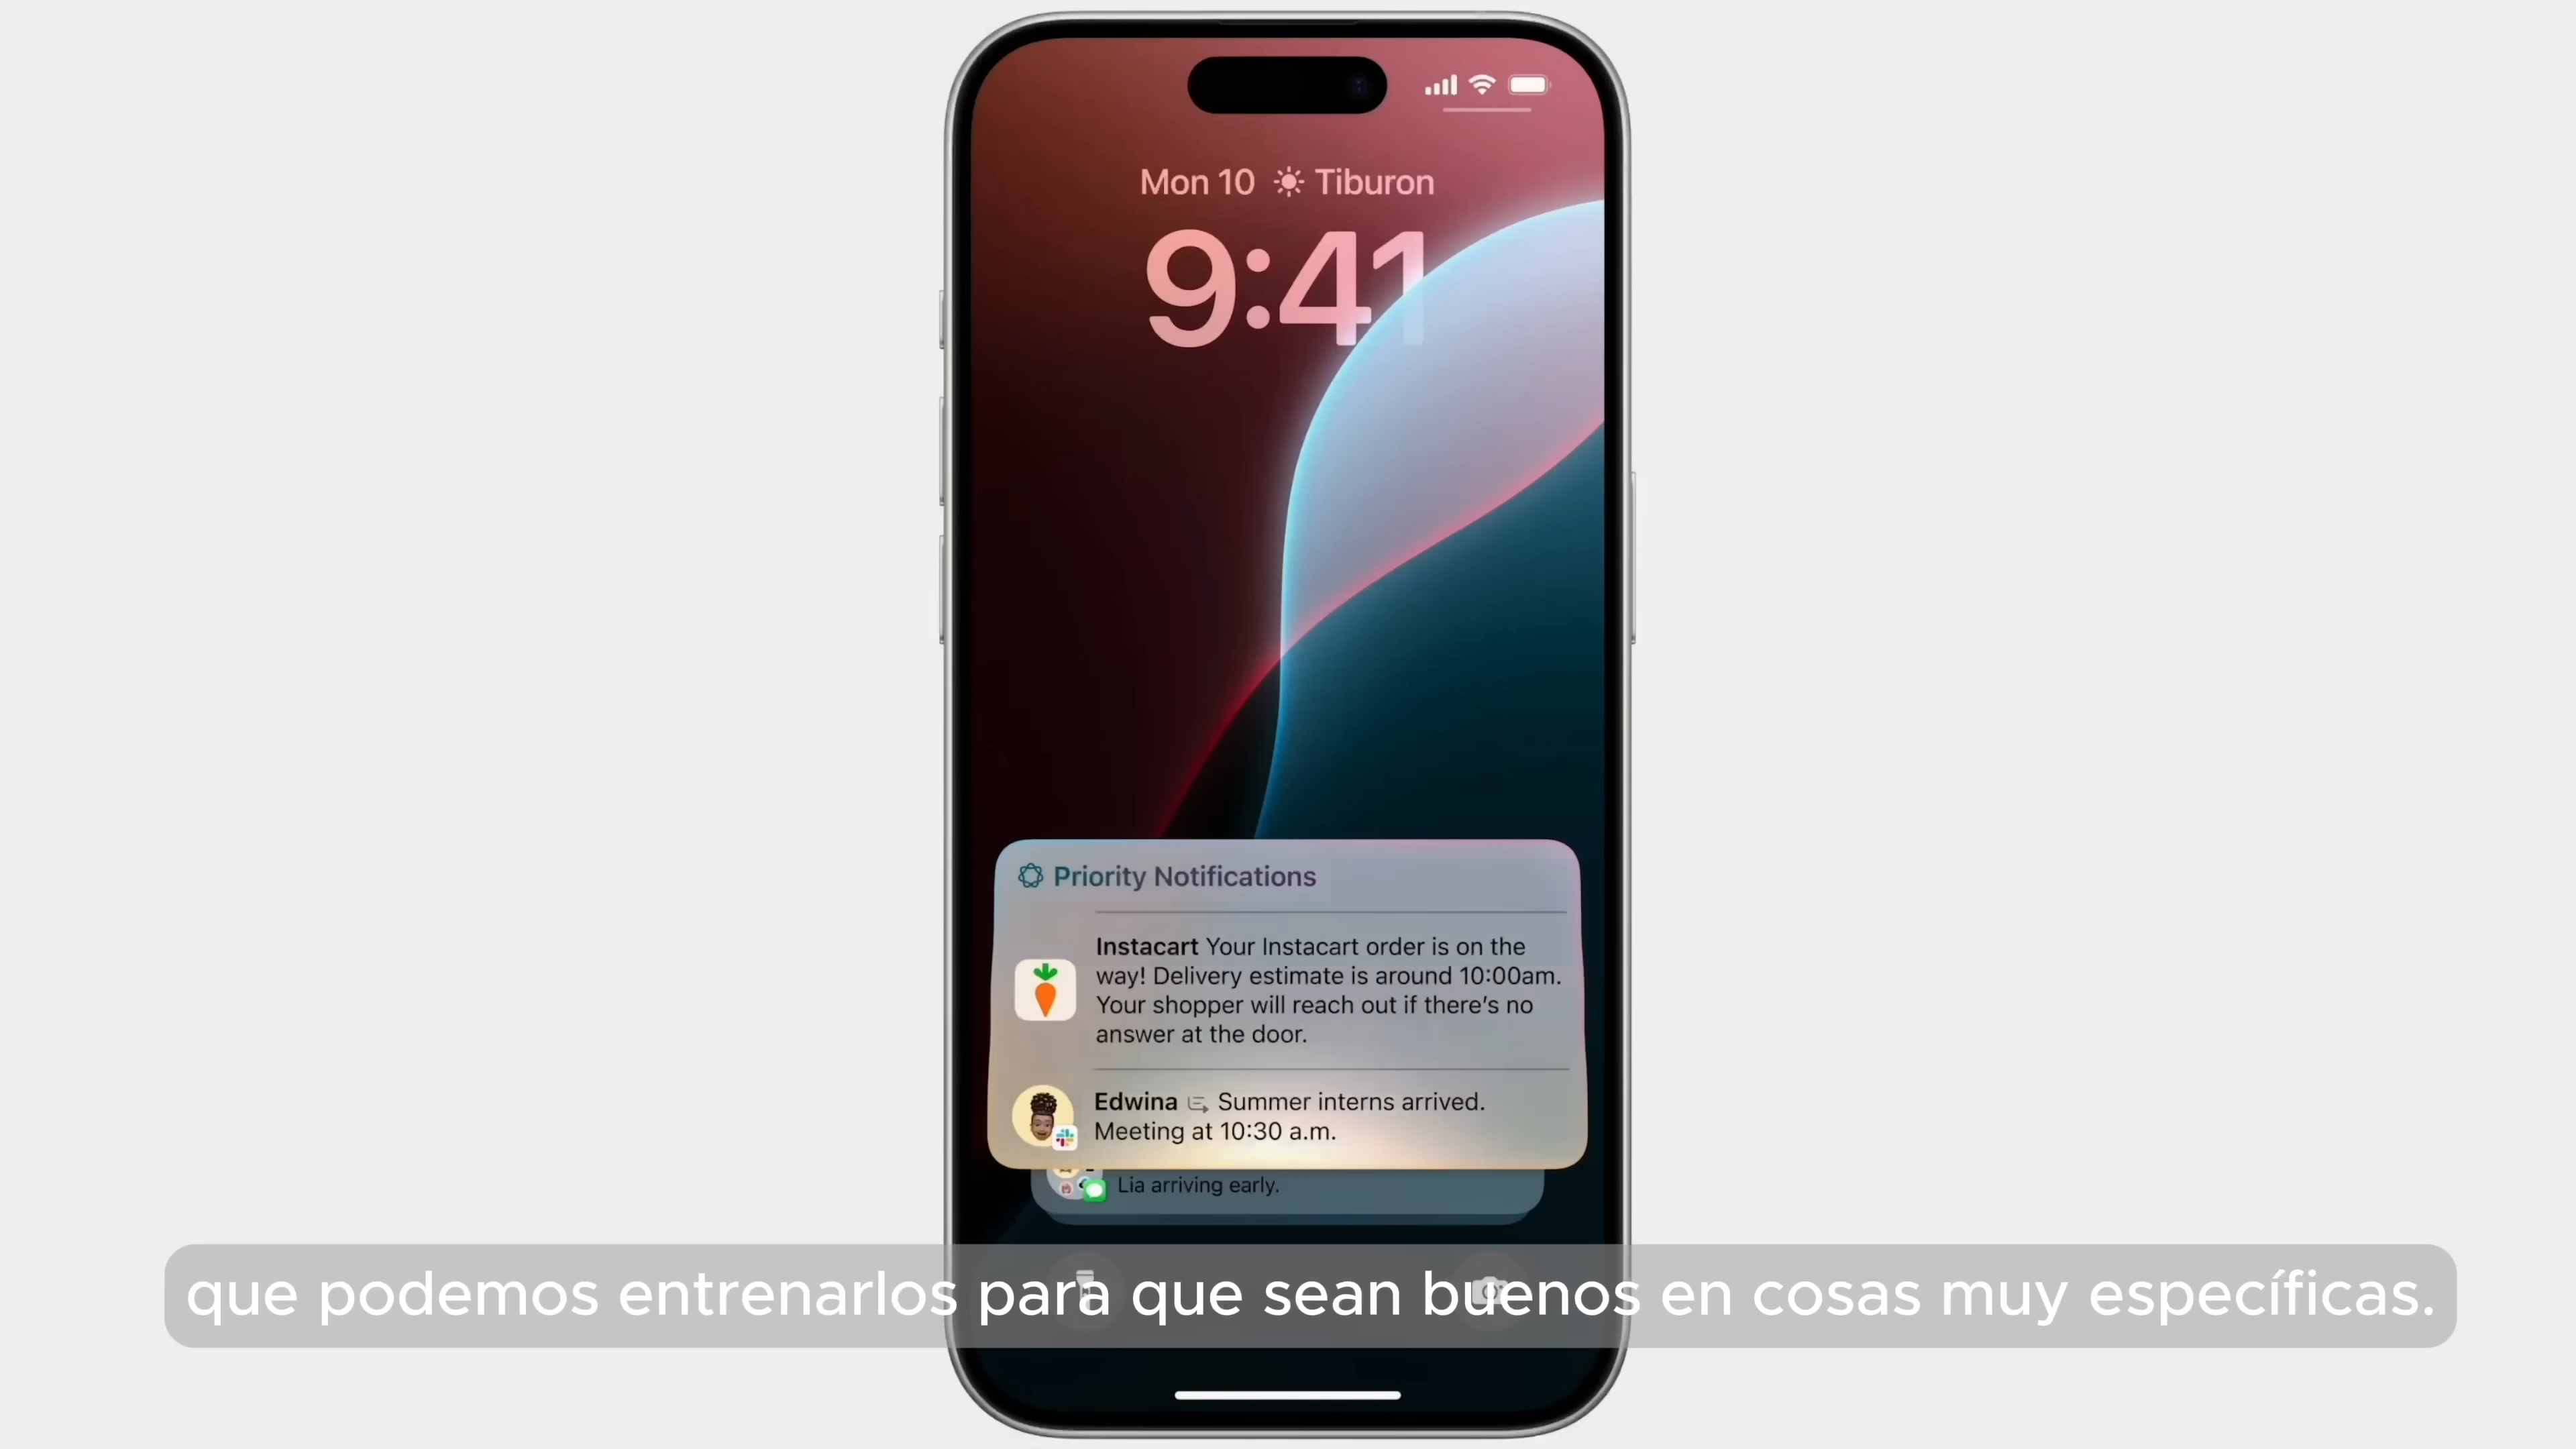 Mon 10 Tiburon
9:41
Priority Notifications
Instacart Your Instacart order is on the
way! Delivery estimate is around 10:00am.
Your shopper will reach out if there's no
answer at the door.
Edwina Summer interns arrived.
Meeting at 10:30 a.m.
Lia arriving early.
que podemos entrenarlos para que sean buenos en cosas muy específicas.